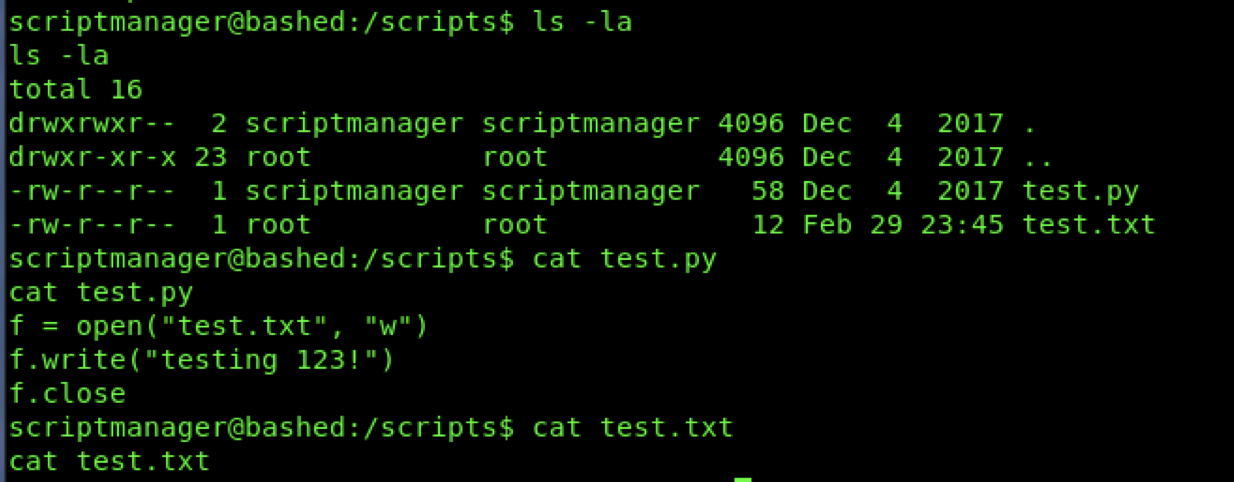 scriptmanager@bashed:/scripts$ ls -la
ls -la
total 16
drwxrwxr--  2 scriptmanager scriptmanager 4096 Dec  4  2017 .
drwxr-xr-x 23 root          root          4096 Dec  4  2017 ..
-rw-r--r--  1 scriptmanager scriptmanager   58 Dec  4  2017 test.py
-rw-r--r--  1 root          root            12 Feb 29 23:45 test.txt
scriptmanager@bashed:/scripts$ cat test.py
cat test.py
f = open("test.txt", "w")
f.write("testing 123!")
f.close
scriptmanager@bashed:/scripts$ cat test.txt
cat test.txt